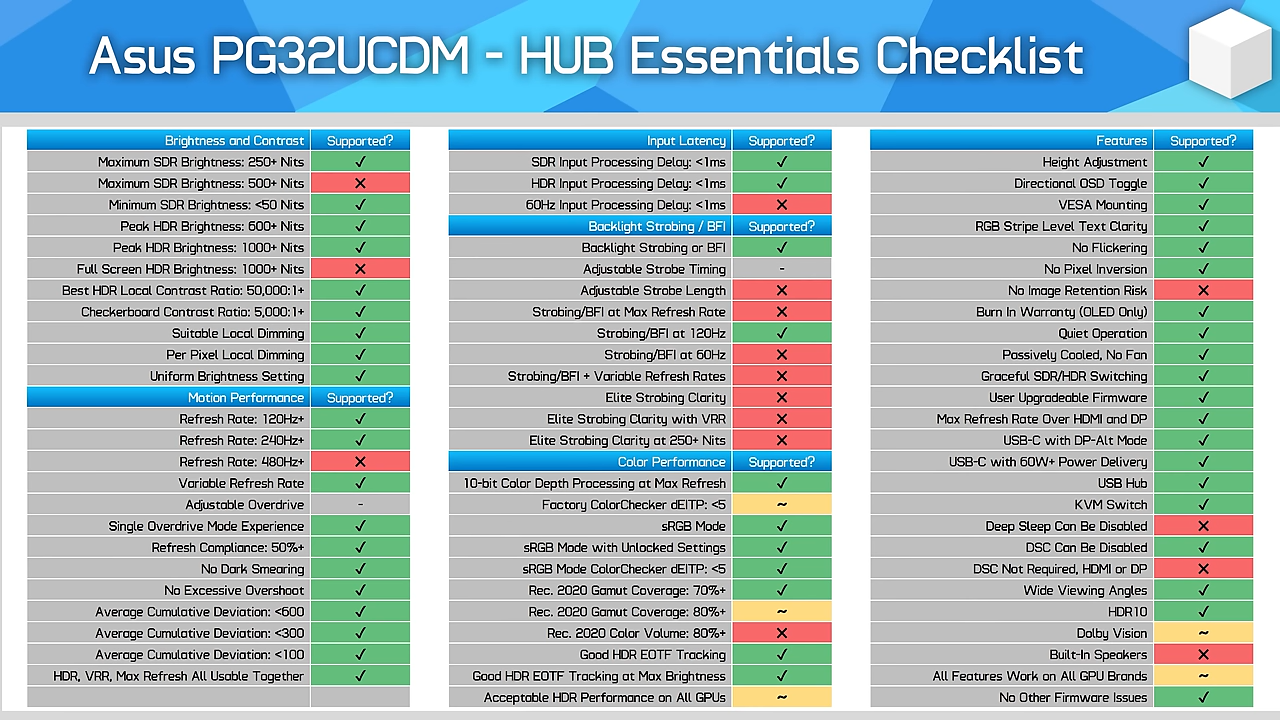 Asus PG32UCDM - HUB Essentials Checklist
Brightness and Contrast Supported?
Maximum SDR Brightness: 250+ Nits ✓
Maximum SDR Brightness: 500+ Nits ✕
Minimum SDR Brightness: <50 Nits ✓
Peak HDR Brightness: 600+ Nits ✓
Peak HDR Brightness: 1000+ Nits ✓
Full Screen HDR Brightness: 1000+ Nits ✕
Best HDR Local Contrast Ratio: 50,000:1+ ✓
Checkerboard Contrast Ratio: 5,000:1+ ✓
Suitable Local Dimming ✓
Per Pixel Local Dimming ✓
Uniform Brightness Setting ✓
Motion Performance Supported?
Refresh Rate: 120Hz+ ✓
Refresh Rate: 240Hz+ ✓
Refresh Rate: 480Hz+ ✕
Variable Refresh Rate ✓
Adjustable Overdrive -
Single Overdrive Mode Experience ✓
Refresh Compliance: 50%+ ✓
No Dark Smearing ✓
No Excessive Overshoot ✓
Average Cumulative Deviation: <600 ✓
Average Cumulative Deviation: <300 ✓
Average Cumulative Deviation: <100 ✓
HDR, VRR, Max Refresh All Usable Together ✓
Input Latency Supported?
SDR Input Processing Delay: <1ms ✓
HDR Input Processing Delay: <1ms ✓
60Hz Input Processing Delay: <1ms ✕
Backlight Strobing / BFI Supported?
Backlight Strobing or BFI ✓
Adjustable Strobe Timing -
Adjustable Strobe Length ✕
Strobing/BFI at Max Refresh Rate ✕
Strobing/BFI at 120Hz ✓
Strobing/BFI at 60Hz ✕
Strobing/BFI + Variable Refresh Rates ✕
Elite Strobing Clarity ✕
Elite Strobing Clarity with VRR ✕
Elite Strobing Clarity at 250+ Nits ✕
Color Performance Supported?
10-bit Color Depth Processing at Max Refresh ✓
Factory ColorChecker dEITP: <5 ~
sRGB Mode ✓
sRGB Mode with Unlocked Settings ✓
sRGB Mode ColorChecker dEITP: <5 ✓
Rec. 2020 Gamut Coverage: 70%+ ✓
Rec. 2020 Gamut Coverage: 80%+ ~
Rec. 2020 Color Volume: 80%+ ✕
Good HDR EOTF Tracking ✓
Good HDR EOTF Tracking at Max Brightness ✓
Acceptable HDR Performance on All GPUs ~
Features Supported?
Height Adjustment ✓
Directional OSD Toggle ✓
VESA Mounting ✓
RGB Stripe Level Text Clarity ✓
No Flickering ✓
No Pixel Inversion ✓
No Image Retention Risk ✕
Burn In Warranty (OLED Only) ✓
Quiet Operation ✓
Passively Cooled, No Fan ✓
Graceful SDR/HDR Switching ✓
User Upgradeable Firmware ✓
Max Refresh Rate Over HDMI and DP ✓
USB-C with DP-Alt Mode ✓
USB-C with 60W+ Power Delivery ✓
USB Hub ✓
KVM Switch ✓
Deep Sleep Can Be Disabled ✕
DSC Can Be Disabled ✓
DSC Not Required, HDMI or DP ✕
Wide Viewing Angles ✓
HDR10 ✓
Dolby Vision ~
Built-In Speakers ✕
All Features Work on All GPU Brands ~
No Other Firmware Issues ✓